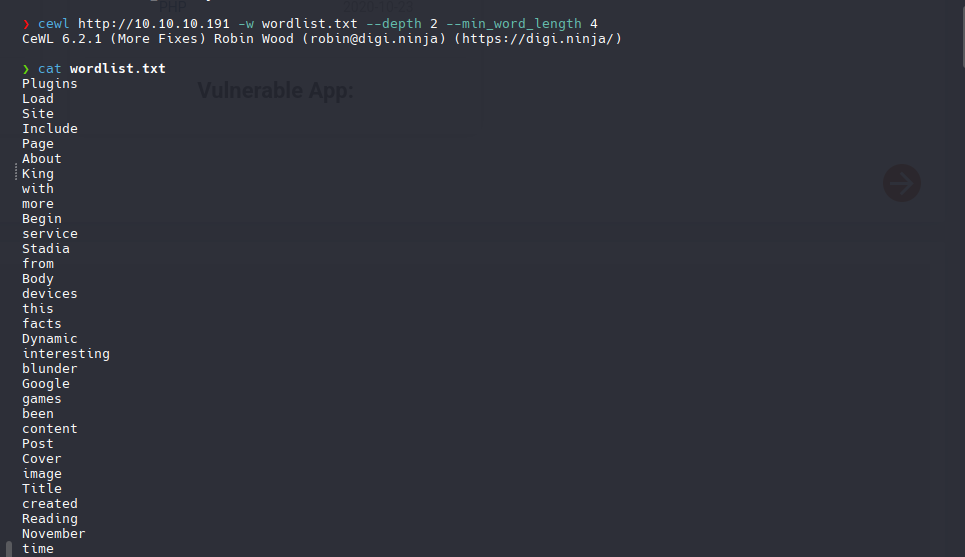 ❯ cewl http://10.10.10.191 -w wordlist.txt --depth 2 --min_word_length 4
CeWL 6.2.1 (More Fixes) Robin Wood (robin@digi.ninja) (https://digi.ninja/)
❯ cat wordlist.txt
Plugins
Vulnerable App:
Load
Site
Include
Page
About
King
with
more
Begin
service
Stadia
from
Body
devices
this
facts
Dynamic
interesting
blunder
Google
games
been
content
Post
Cover
image
Title
created
Reading
November
time